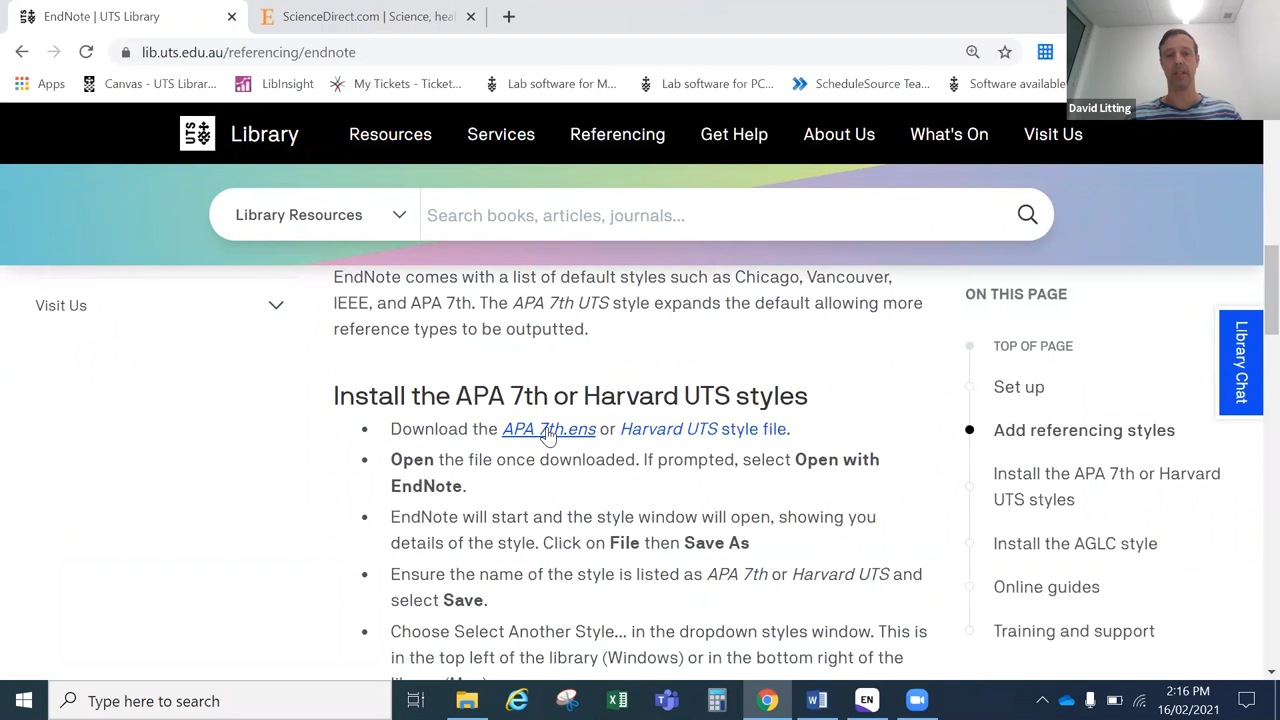 EndNote | UTS Library
ScienceDirect.com | Science, heal
lib.uts.edu.au/referencing/endnote
Apps
Canvas - UTS Librar...
LibInsight
My Tickets - Ticket...
Lab software for M...
Lab software for PC...
ScheduleSource Tea...
Software available
David Litting
UTS
Library
Resources
Services
Referencing
Get Help
About Us
What's On
Visit Us
Library Resources
Search books, articles, journals...
Visit Us
EndNote comes with a list of default styles such as Chicago, Vancouver,
IEEE, and APA 7th. The APA 7th UTS style expands the default allowing more
reference types to be outputted.
Install the APA 7th or Harvard UTS styles
• Download the APA 7th.ens or Harvard UTS style file.
• Open the file once downloaded. If prompted, select Open with
EndNote.
• EndNote will start and the style window will open, showing you
details of the style. Click on File then Save As
• Ensure the name of the style is listed as APA 7th or Harvard UTS and
select Save.
• Choose Select Another Style... in the dropdown styles window. This is
in the top left of the library (Windows) or in the bottom right of the
ON THIS PAGE
TOP OF PAGE
Set up
Add referencing styles
Install the APA 7th or Harvard
UTS styles
Install the AGLC style
Online guides
Training and support
Library Chat
Type here to search
EN
2:16 PM
16/02/2021